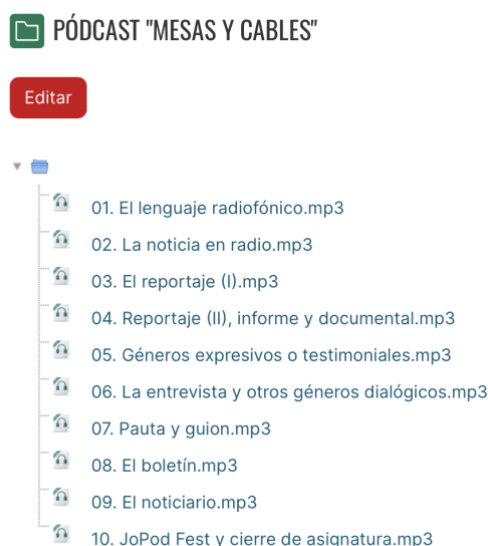 PÓDCAST "MESAS Y CABLES"
Editar
01. El lenguaje radiofónico.mp3
02. La noticia en radio.mp3
03. El reportaje (I).mp3
04. Reportaje (II), informe y documental.mp3
05. Géneros expresivos o testimoniales.mp3
06. La entrevista y otros géneros dialógicos.mp3
07. Pauta y guion.mp3
08. El boletín.mp3
09. El noticiario.mp3
10. JoPod Fest y cierre de asignatura.mp3